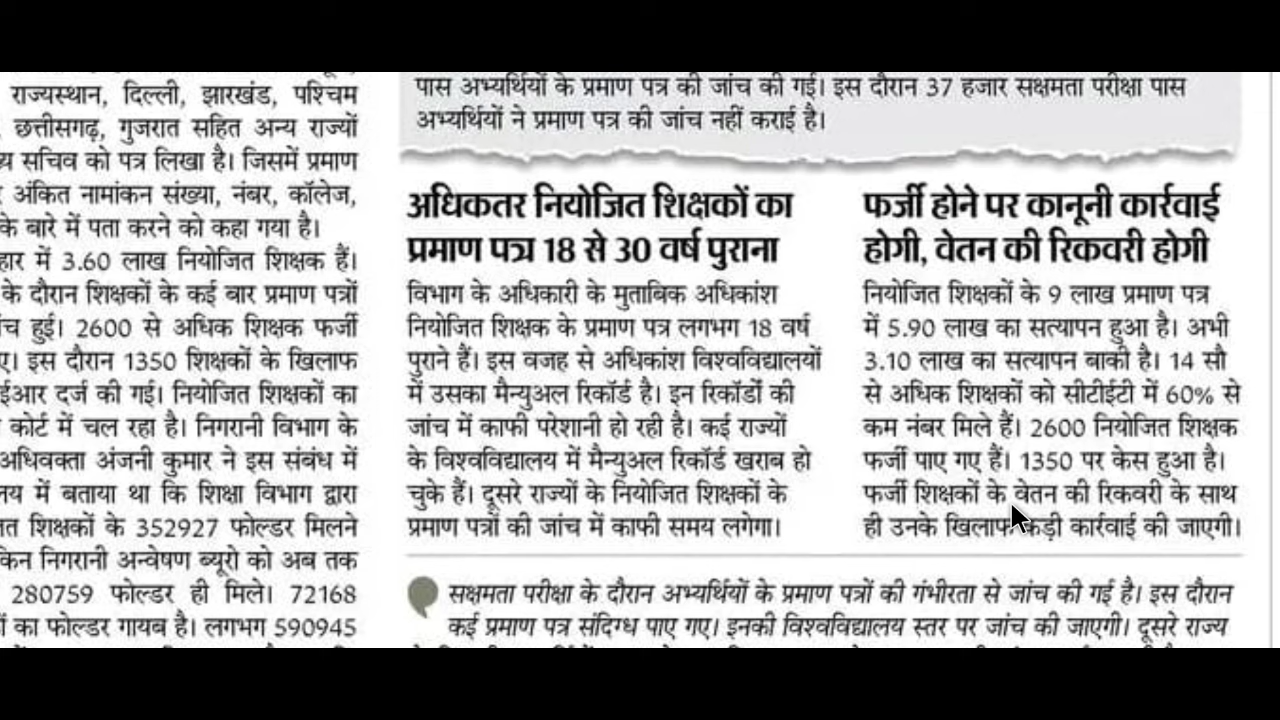 राज्यस्थान, दिल्ली, झारखंड, पश्चिम
छत्तीसगढ़, गुजरात सहित अन्य राज्यों
सचिव को पत्र लिखा है। जिसमें प्रमाण
अंकित नामांकन संख्या, नंबर, कॉलेज,
के बारे में पता करने को कहा गया है।
में 3.60 लाख नियोजित शिक्षक हैं।
के दौरान शिक्षकों के कई बार प्रमाण पत्रों
हुई। 2600 से अधिक शिक्षक फर्जी
इस दौरान 1350 शिक्षकों के खिलाफ
दर्ज की गई। नियोजित शिक्षकों का
कोर्ट में चल रहा है। निगरानी विभाग के
अधिवक्ता अंजनी कुमार ने इस संबंध में
में बताया था कि शिक्षा विभाग द्वारा
शिक्षकों के 352927 फोल्डर मिलने
निगरानी अन्वेषण ब्यूरो को अब तक
280759 फोल्डर ही मिले। 72168
का फोल्डर गायब है। लगभग 590945
पास अभ्यर्थियों के प्रमाण पत्र की जांच की गई। इस दौरान 37 हजार सक्षमता परीक्षा पास
अभ्यर्थियों ने प्रमाण पत्र की जांच नहीं कराई है।
अधिकतर नियोजित शिक्षकों का
प्रमाण पत्र 18 से 30 वर्ष पुराना
विभाग के अधिकारी के मुताबिक अधिकांश
नियोजित शिक्षक के प्रमाण पत्र लगभग 18 वर्ष
पुराने हैं। इस वजह से अधिकांश विश्वविद्यालयों
में उसका मैन्युअल रिकॉर्ड है। इन रिकॉर्डों की
जांच में काफी परेशानी हो रही है। कई राज्यों
के विश्वविद्यालय में मैन्युअल रिकॉर्ड खराब हो
चुके हैं। दूसरे राज्यों के नियोजित शिक्षकों के
प्रमाण पत्रों की जांच में काफी समय लगेगा।
फर्जी होने पर कानूनी कार्रवाई
होगी, वेतन की रिकवरी होगी
नियोजित शिक्षकों के 9 लाख प्रमाण पत्र
में 5.90 लाख का सत्यापन हुआ है। अभी
3.10 लाख का सत्यापन बाकी है। 14 सौ
से अधिक शिक्षकों को सीटीईटी में 60% से
कम नंबर मिले हैं। 2600 नियोजित शिक्षक
फर्जी पाए गए हैं। 1350 पर केस हुआ है।
फर्जी शिक्षकों के वेतन की रिकवरी के साथ
ही उनके खिलाफ कड़ी कार्रवाई की जाएगी।
सक्षमता परीक्षा के दौरान अभ्यर्थियों के प्रमाण पत्रों की गंभीरता से जांच की गई है। इस दौरान
कई प्रमाण पत्र संदिग्ध पाए गए। इनकी विश्वविद्यालय स्तर पर जांच की जाएगी। दूसरे राज्य